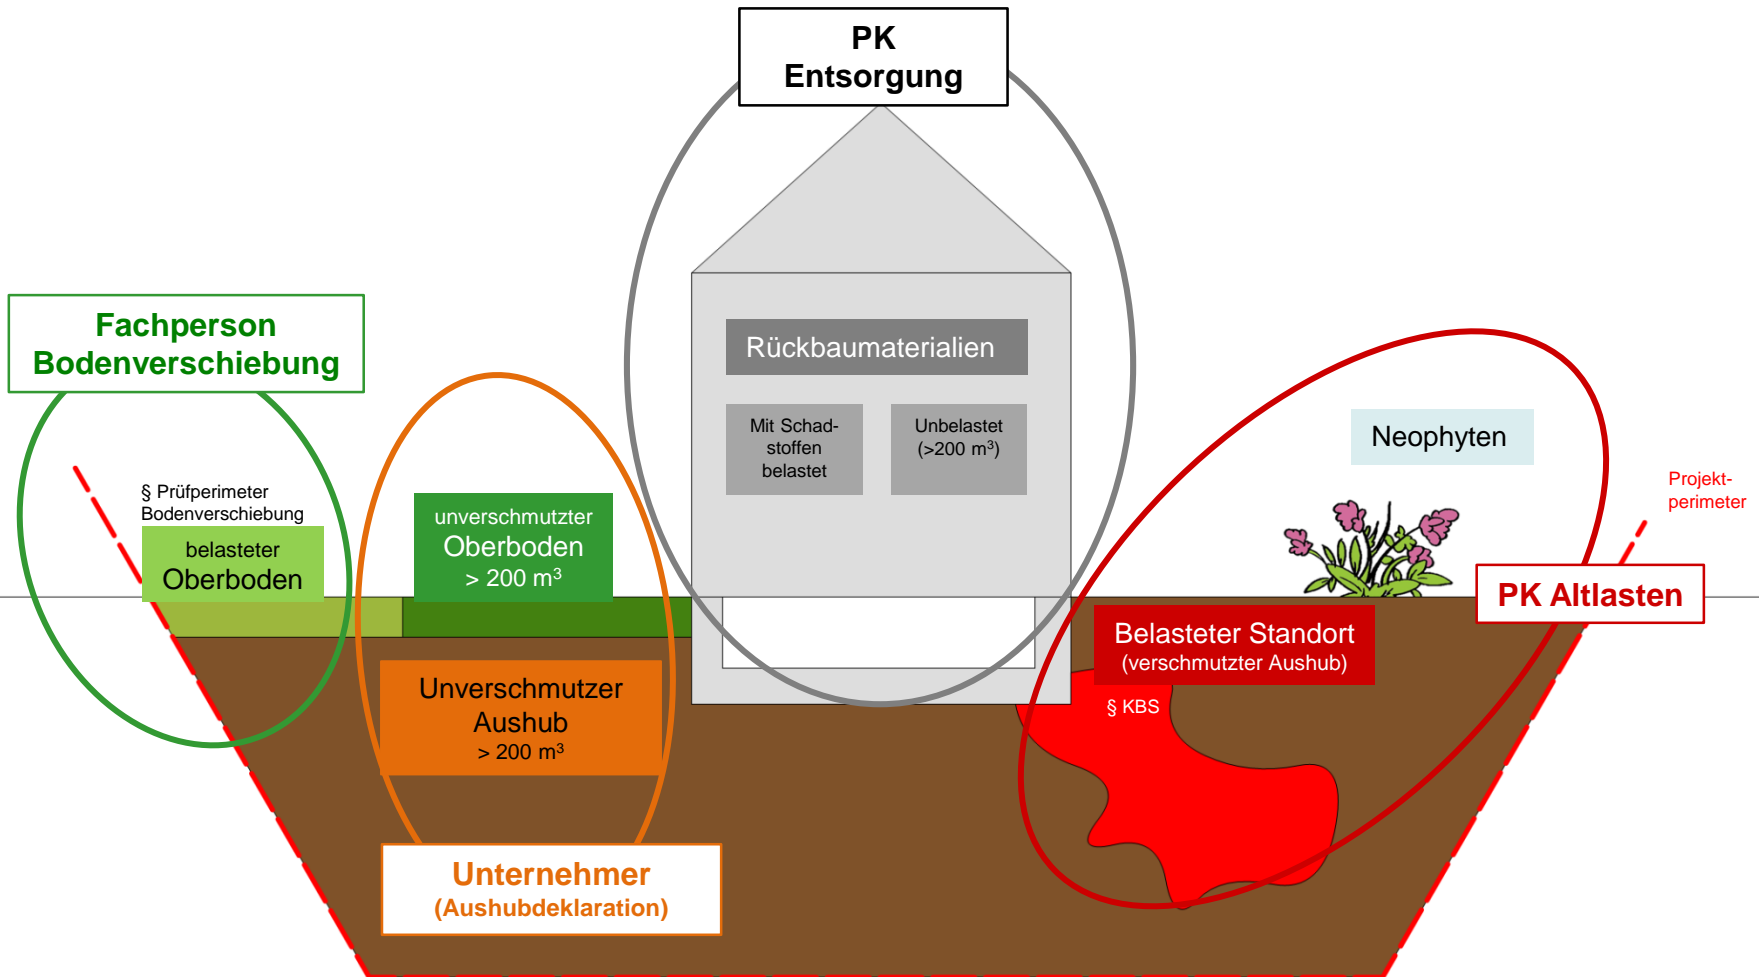 PK
Entsorgung
Fachperson
Bodenverschiebung
Rückbaumaterialien
Mit Schad-
stoffen
belastet
Unbelastet
(>200 m³)
Neophyten
Projekt-
perimeter
§ Prüfperimeter
Bodenverschiebung
belasteter
Oberboden
unverschmutzter
Oberboden
> 200 m³
PK Altlasten
Belasteter Standort
(verschmutzter Aushub)
§ KBS
Unverschmutzer
Aushub
> 200 m³
Unternehmer
(Aushubdeklaration)